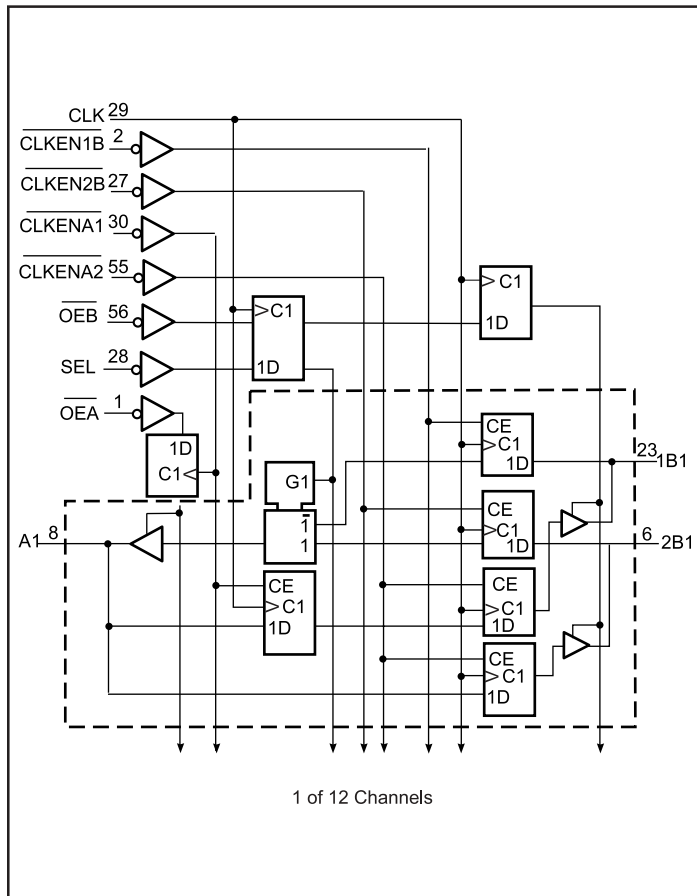 CLK 29
CLKEN1B 2
CLKEN2B 27
CLKENA1 30
CLKENA2 55
OEB 56
SEL 28
OEA 1
C1
1D
C1
1D
1D
C1
CE
C1
1D
23 1B1
G1
1
1
CE
C1
1D
6 2B1
A1 8
CE
C1
1D
CE
C1
1D
CE
C1
1D
1 of 12 Channels